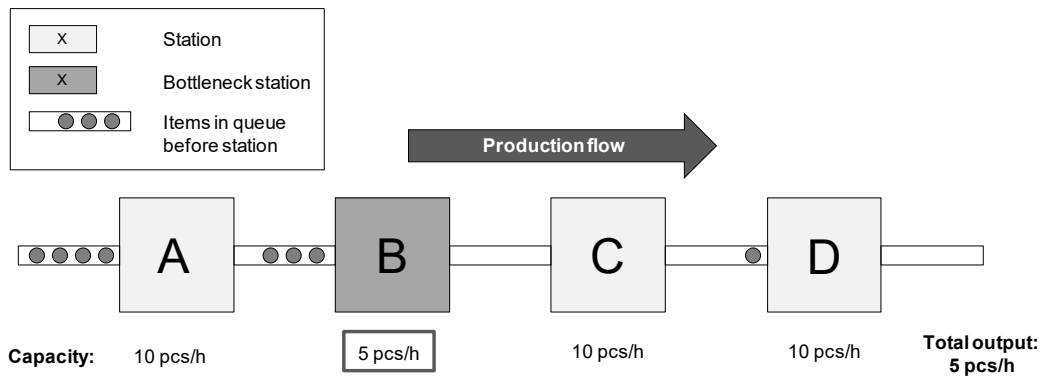 X
Station
X
Bottleneck station
Items in queue
before station
Production flow
A
B
C
D
Capacity:
10 pcs/h
5 pcs/h
10 pcs/h
10 pcs/h
Total output:
5 pcs/h